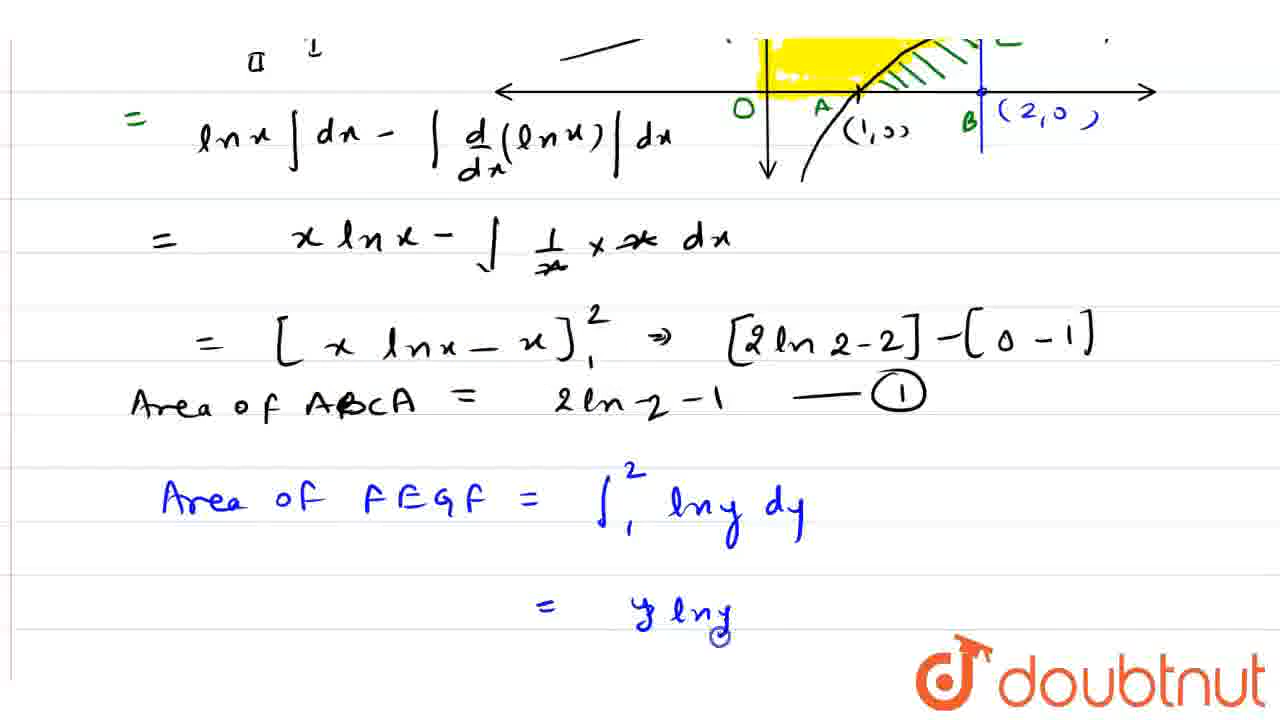 II I
= ln x ∫ dx - ∫ d/dx (ln x) ∫ dx
O A (1,0) B (2,0)
= x ln x - ∫ 1/x × x dx
= [x ln x - x]₁² ⇒ [2 ln 2 - 2] - [0 - 1]
Area of ABCA = 2 ln 2 - 1 — ①
Area of FEGF = ∫₁² ln y dy
= y ln y
doubtnut